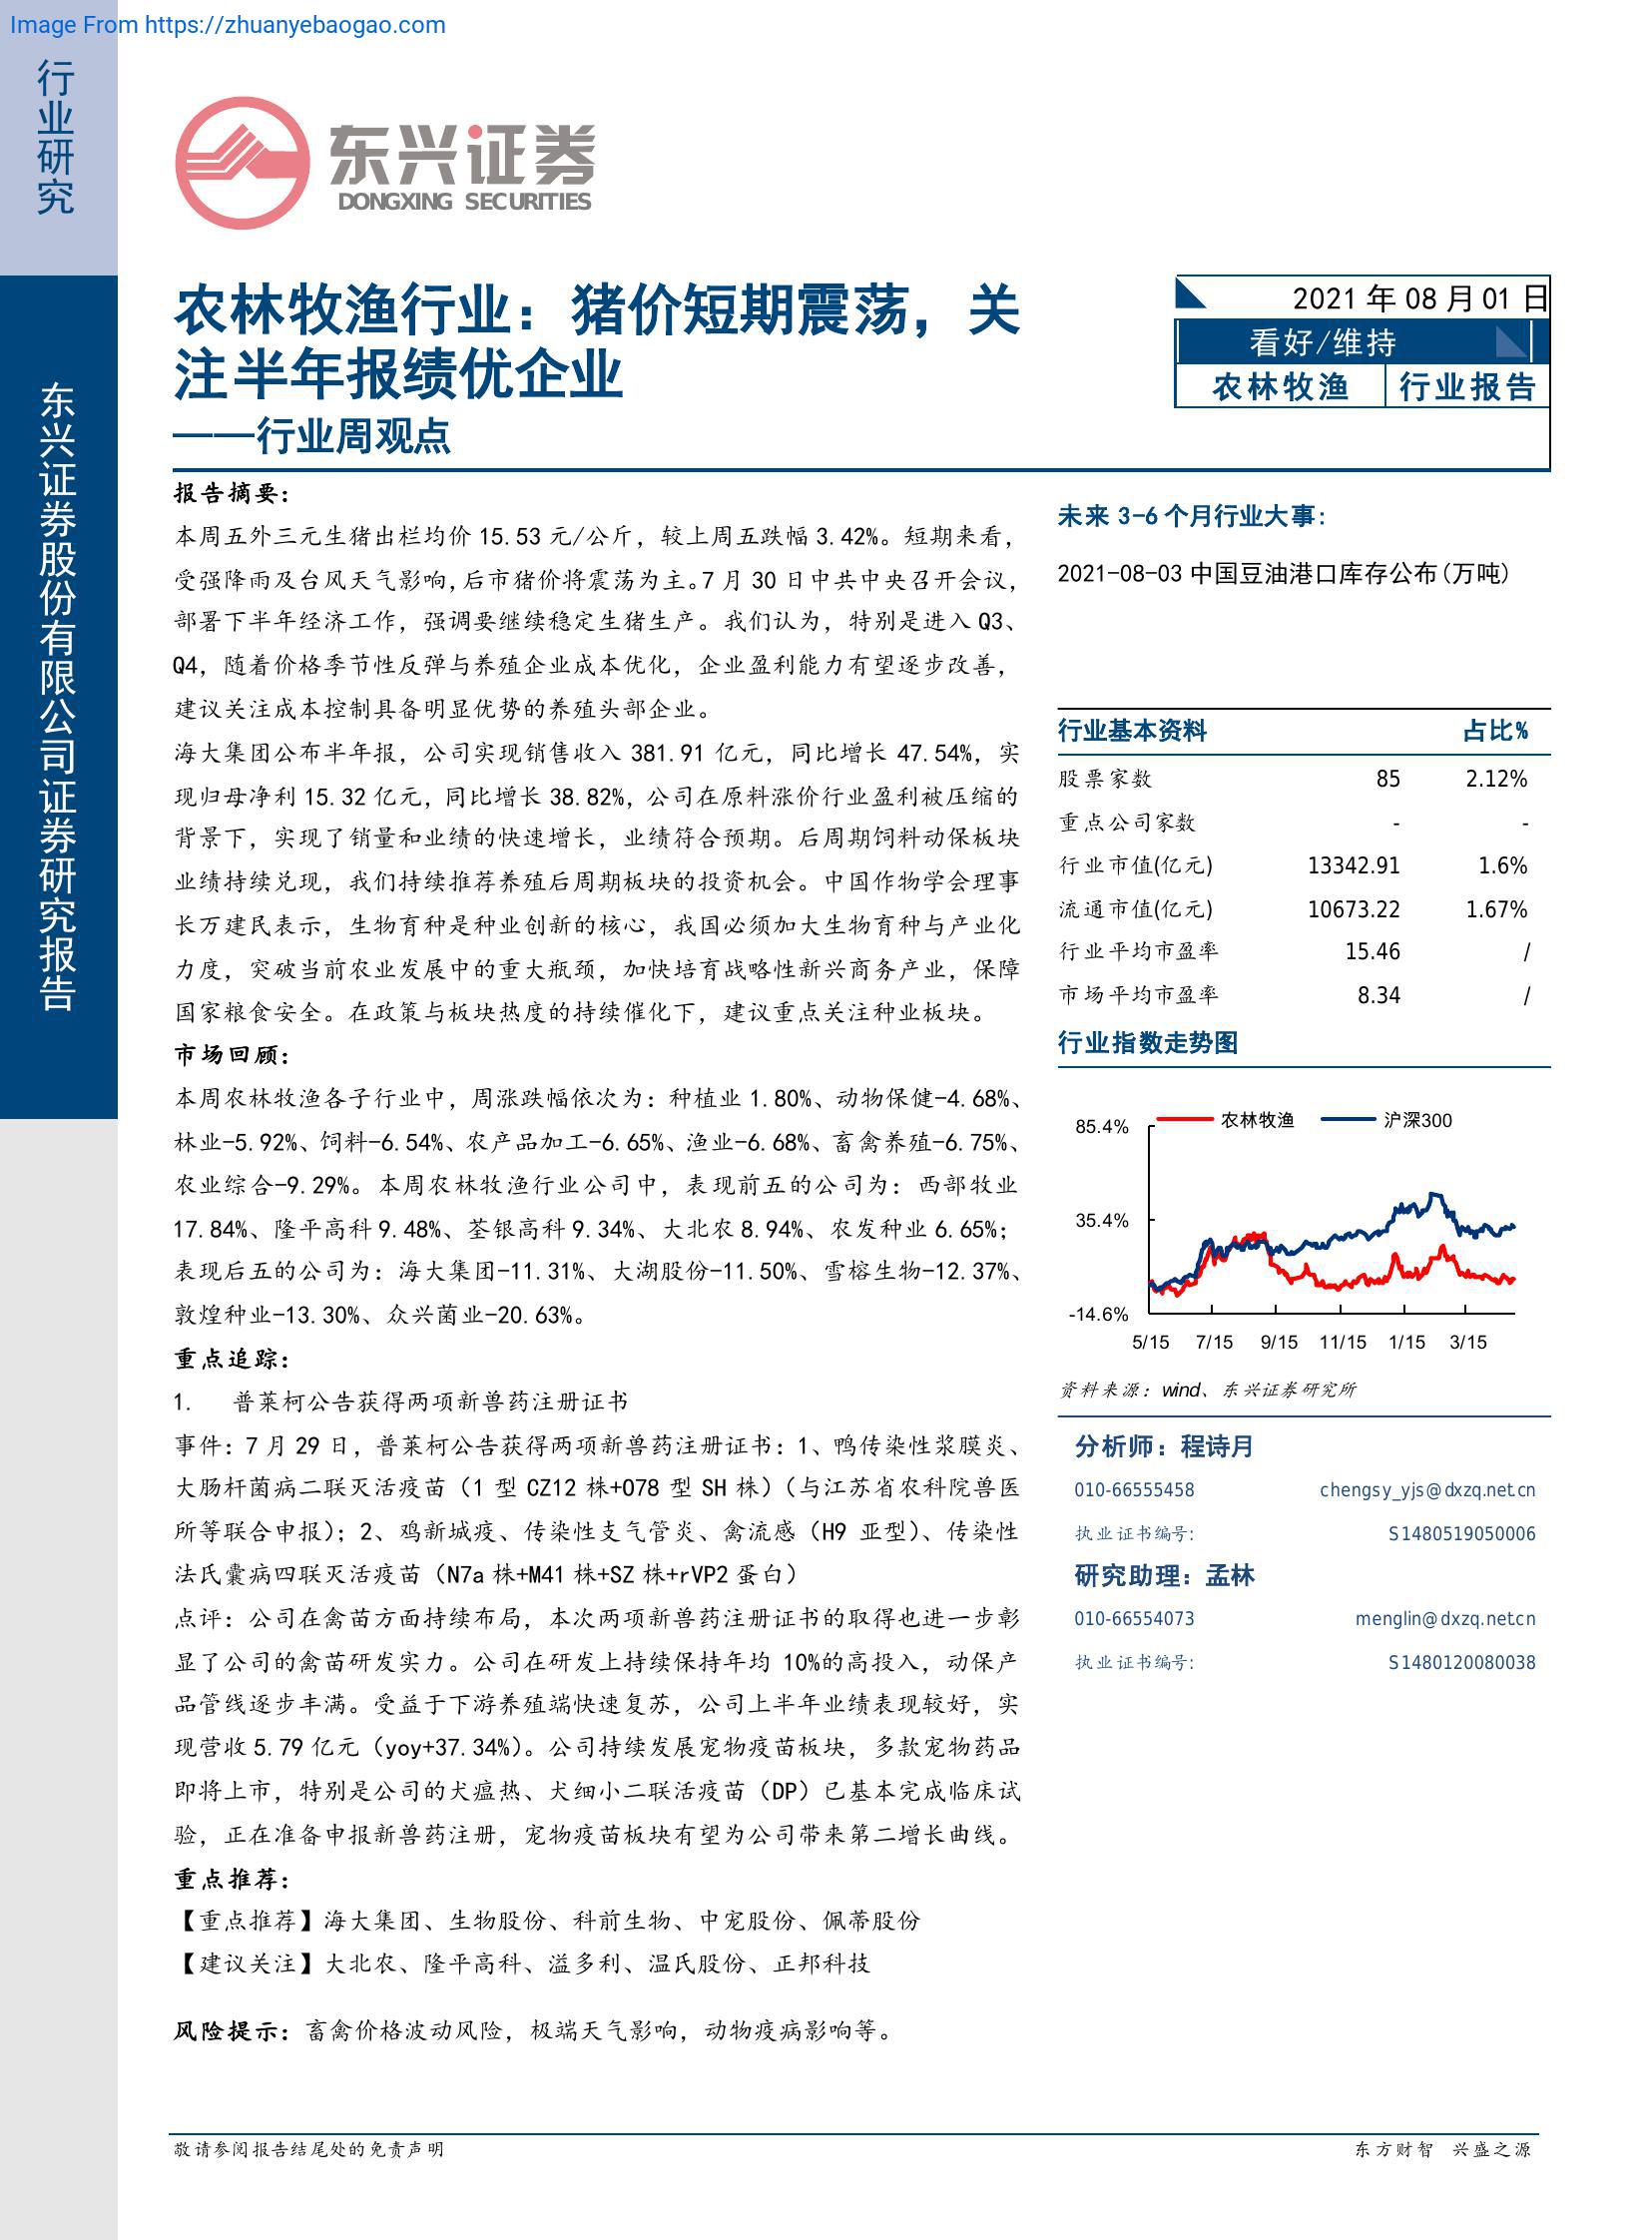 Image From https://zhuanyebaogao.com
行业研究
东兴证券股份有限公司证券研究报告
东兴证券
DONGXING SECURITIES
农林牧渔行业：猪价短期震荡，关
注半年报绩优企业
——行业周观点
2021 年 08 月 01 日
看好/维持
农林牧渔 行业报告
报告摘要：
本周五外三元生猪出栏均价 15.53 元/公斤，较上周五跌幅 3.42%。短期来看，
受强降雨及台风天气影响,后市猪价将震荡为主。7 月 30 日中共中央召开会议，
部署下半年经济工作，强调要继续稳定生猪生产。我们认为，特别是进入 Q3、
Q4，随着价格季节性反弹与养殖企业成本优化，企业盈利能力有望逐步改善，
建议关注成本控制具备明显优势的养殖头部企业。
海大集团公布半年报，公司实现销售收入 381.91 亿元，同比增长 47.54%，实
现归母净利 15.32 亿元，同比增长 38.82%，公司在原料涨价行业盈利被压缩的
背景下，实现了销量和业绩的快速增长，业绩符合预期。后周期饲料动保板块
业绩持续兑现，我们持续推荐养殖后周期板块的投资机会。中国作物学会理事
长万建民表示，生物育种是种业创新的核心，我国必须加大生物育种与产业化
力度，突破当前农业发展中的重大瓶颈，加快培育战略性新兴商务产业，保障
国家粮食安全。在政策与板块热度的持续催化下，建议重点关注种业板块。
市场回顾：
本周农林牧渔各子行业中，周涨跌幅依次为：种植业 1.80%、动物保健-4.68%、
林业-5.92%、饲料-6.54%、农产品加工-6.65%、渔业-6.68%、畜禽养殖-6.75%、
农业综合-9.29%。本周农林牧渔行业公司中，表现前五的公司为：西部牧业
17.84%、隆平高科 9.48%、荃银高科 9.34%、大北农 8.94%、农发种业 6.65%；
表现后五的公司为：海大集团-11.31%、大湖股份-11.50%、雪榕生物-12.37%、
敦煌种业-13.30%、众兴菌业-20.63%。
重点追踪：
1. 普莱柯公告获得两项新兽药注册证书
事件：7 月 29 日，普莱柯公告获得两项新兽药注册证书：1、鸭传染性浆膜炎、
大肠杆菌病二联灭活疫苗（1 型 CZ12 株+O78 型 SH 株）（与江苏省农科院兽医
所等联合申报）；2、鸡新城疫、传染性支气管炎、禽流感（H9 亚型）、传染性
法氏囊病四联灭活疫苗（N7a 株+M41 株+SZ 株+rVP2 蛋白）
点评：公司在禽苗方面持续布局，本次两项新兽药注册证书的取得也进一步彰
显了公司的禽苗研发实力。公司在研发上持续保持年均 10%的高投入，动保产
品管线逐步丰满。受益于下游养殖端快速复苏，公司上半年业绩表现较好，实
现营收 5.79 亿元（yoy+37.34%）。公司持续发展宠物疫苗板块，多款宠物药品
即将上市，特别是公司的犬瘟热、犬细小二联活疫苗（DP）已基本完成临床试
验，正在准备申报新兽药注册，宠物疫苗板块有望为公司带来第二增长曲线。
重点推荐：
【重点推荐】海大集团、生物股份、科前生物、中宠股份、佩蒂股份
【建议关注】大北农、隆平高科、溢多利、温氏股份、正邦科技
风险提示：畜禽价格波动风险，极端天气影响，动物疫病影响等。
未来 3-6 个月行业大事：
2021-08-03 中国豆油港口库存公布(万吨)
行业基本资料 占比%
股票家数 85 2.12%
重点公司家数 - -
行业市值(亿元) 13342.91 1.6%
流通市值(亿元) 10673.22 1.67%
行业平均市盈率 15.46 /
市场平均市盈率 8.34 /
行业指数走势图
农林牧渔 沪深300
85.4%
35.4%
-14.6%
5/15 7/15 9/15 11/15 1/15 3/15
资料来源：wind、东兴证券研究所
分析师：程诗月
010-66555458 chengsy_yjs@dxzq.net.cn
执业证书编号: S1480519050006
研究助理：孟林
010-66554073 menglin@dxzq.net.cn
执业证书编号: S1480120080038
敬请参阅报告结尾处的免责声明
东方财智 兴盛之源